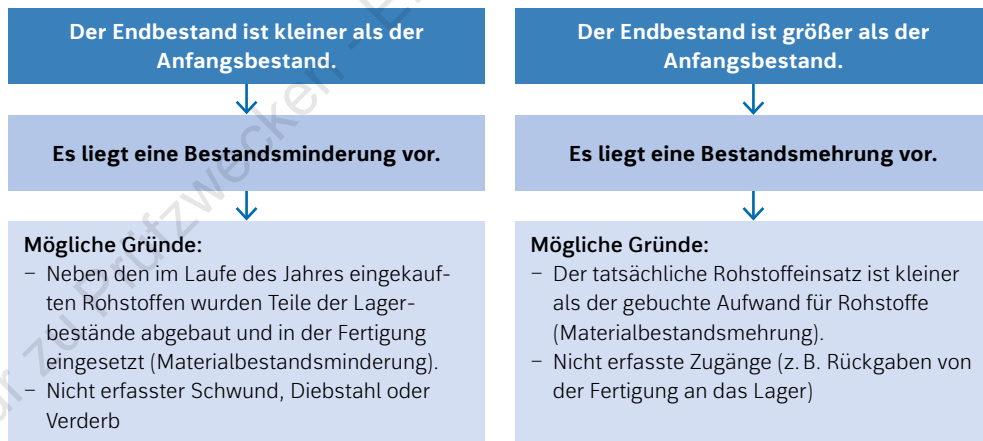 Der Endbestand ist kleiner als der
Anfangsbestand.
Es liegt eine Bestandsminderung vor.
Mögliche Gründe:
– Neben den im Laufe des Jahres eingekauf-
ten Rohstoffen wurden Teile der Lager-
bestände abgebaut und in der Fertigung
eingesetzt (Materialbestandsminderung).
– Nicht erfasster Schwund, Diebstahl oder
Verderb
Der Endbestand ist größer als der
Anfangsbestand.
Es liegt eine Bestandsmehrung vor.
Mögliche Gründe:
– Der tatsächliche Rohstoffeinsatz ist kleiner
als der gebuchte Aufwand für Rohstoffe
(Materialbestandsmehrung).
– Nicht erfasste Zugänge (z. B. Rückgaben von
der Fertigung an das Lager)
zu Prüfzwecken -